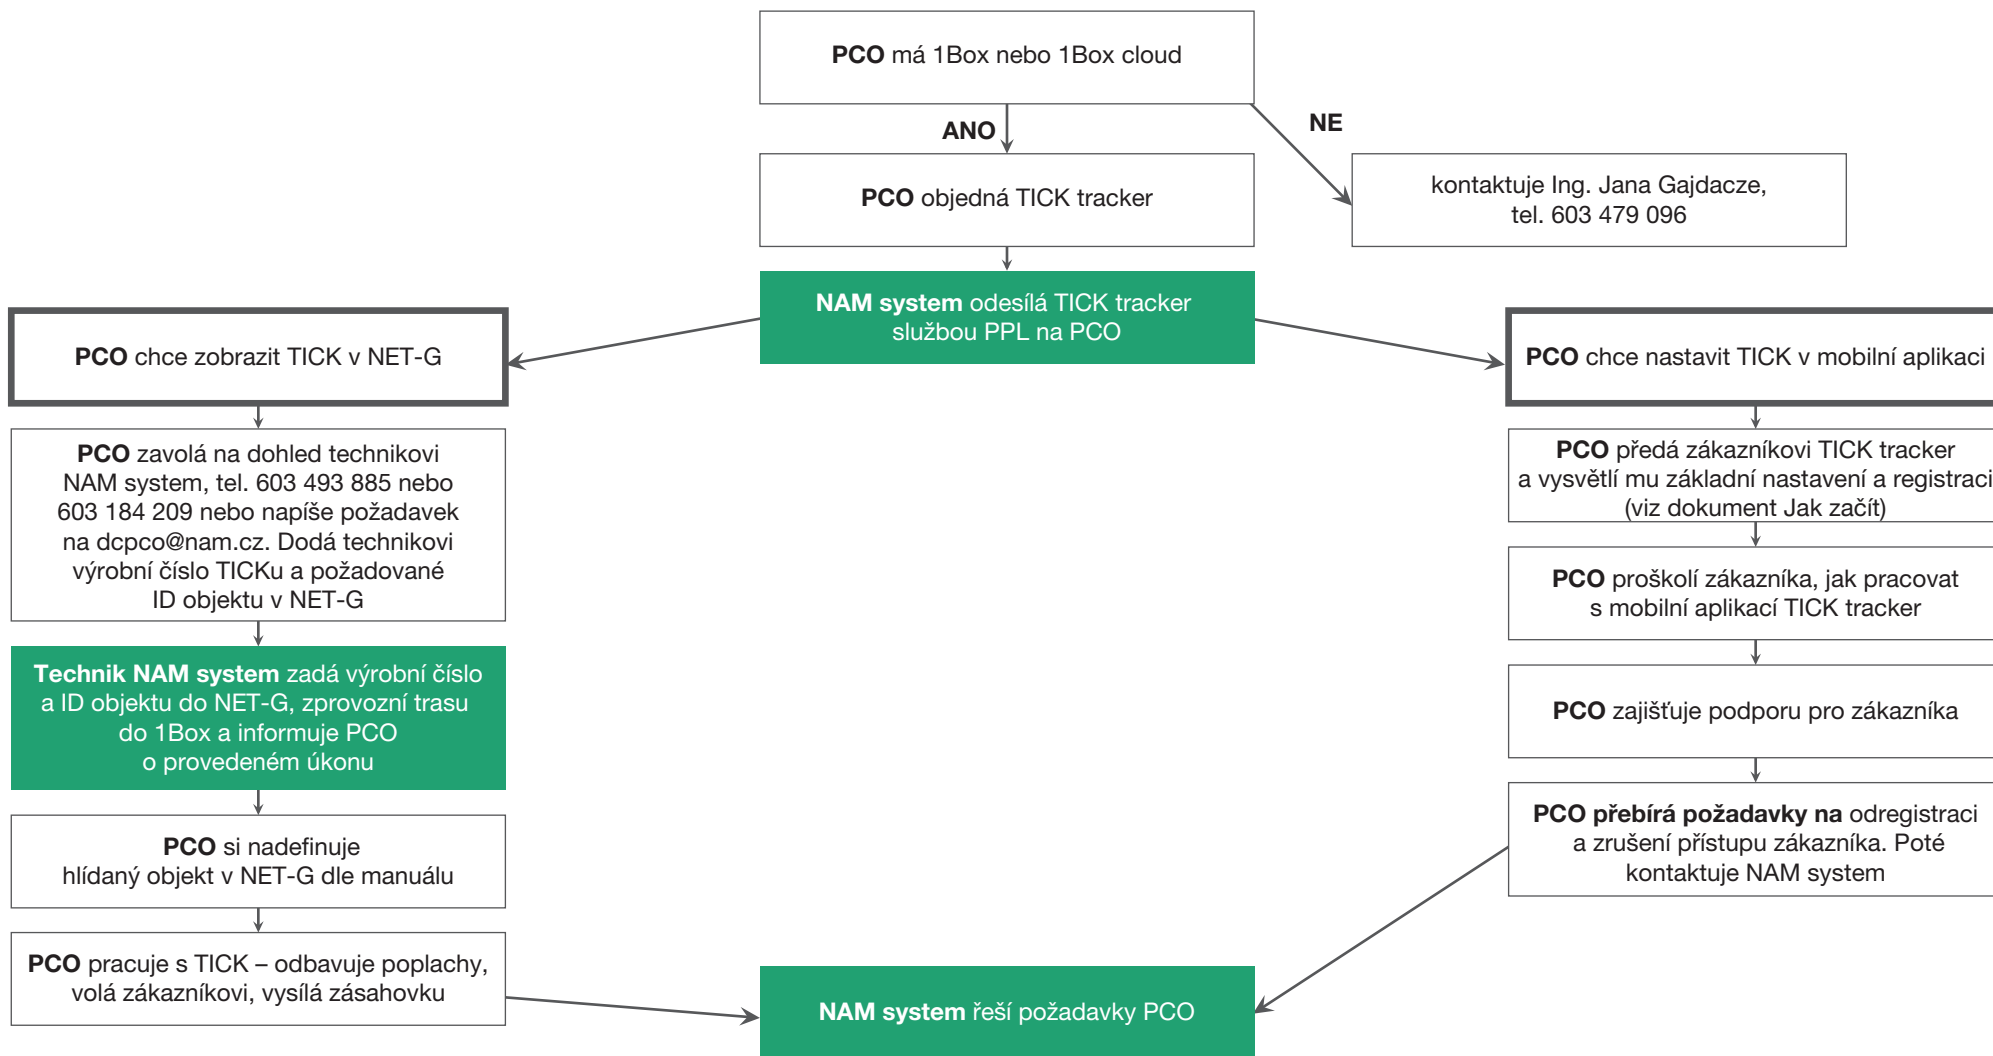 PCO má 1Box nebo 1Box cloud
ANO
NE
PCO objedná TICK tracker
kontaktuje Ing. Jana Gajdacze,
tel. 603 479 096
NAM system odesílá TICK tracker
službou PPL na PCO
PCO chce zobrazit TICK v NET-G
PCO zavolá na dohled technikovi
NAM system, tel. 603 493 885 nebo
603 184 209 nebo napíše požadavek
na dcpco@nam.cz. Dodá technikovi
výrobní číslo TICKu a požadované
ID objektu v NET-G
Technik NAM system zadá výrobní číslo
a ID objektu do NET-G, zprovozní trasu
do 1Box a informuje PCO
o provedeném úkonu
PCO si nadefinuje
hlídaný objekt v NET-G dle manuálu
PCO pracuje s TICK – odbavuje poplachy,
volá zákazníkovi, vysílá zásahovku
PCO chce nastavit TICK v mobilní aplikaci
PCO předá zákazníkovi TICK tracker
a vysvětlí mu základní nastavení a registraci
(viz dokument Jak začít)
PCO proškolí zákazníka, jak pracovat
s mobilní aplikací TICK tracker
PCO zajišťuje podporu pro zákazníka
PCO přebírá požadavky na odregistraci
a zrušení přístupu zákazníka. Poté
kontaktuje NAM system
NAM system řeší požadavky PCO